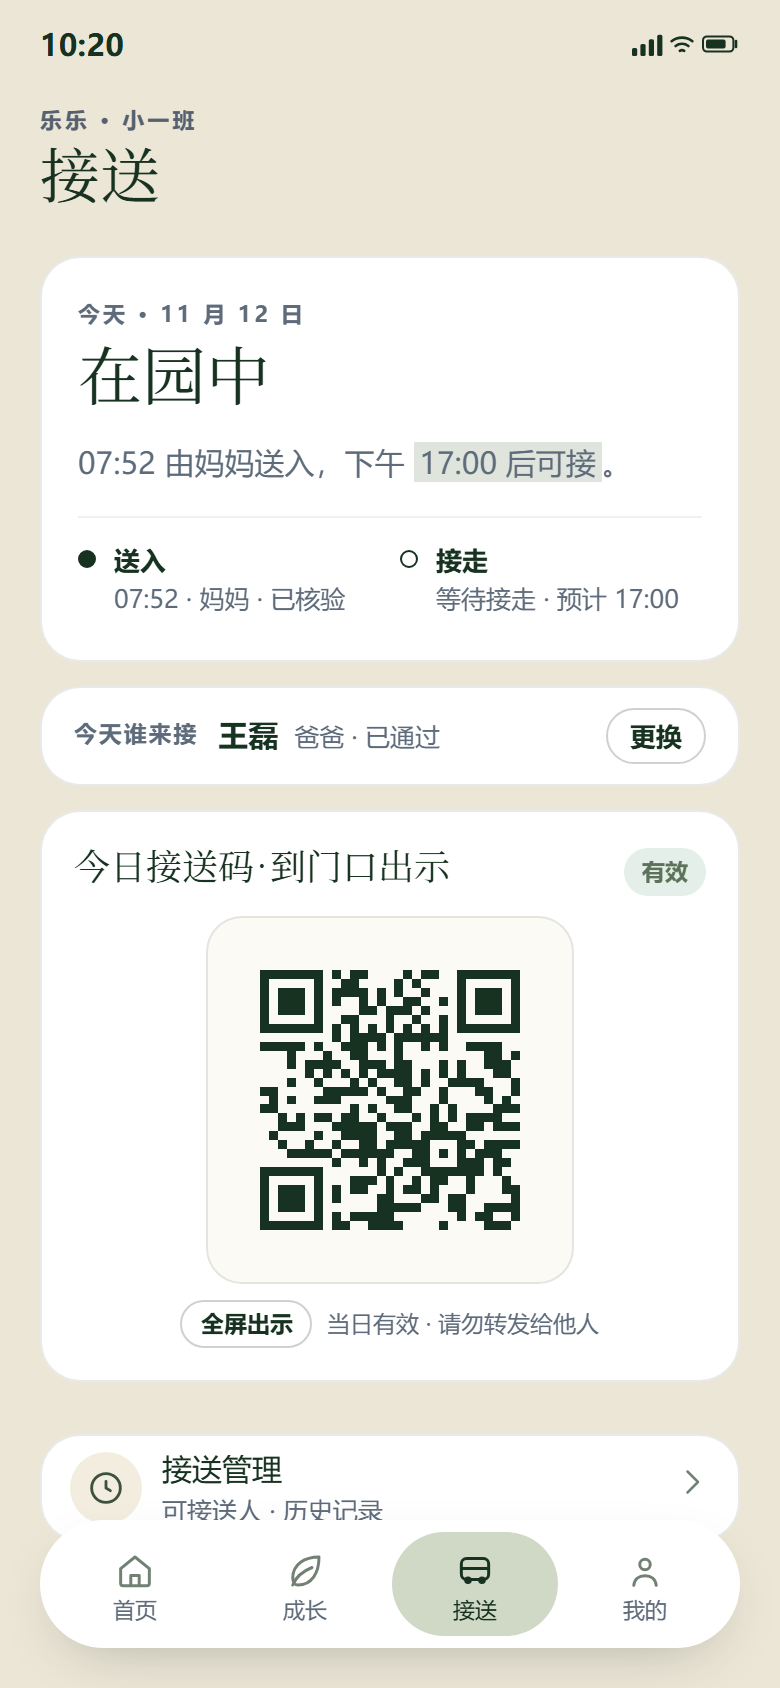 10:20
乐乐 • 小一班
接送
今天 • 11 月 12 日
在园中
07:52 由妈妈送入，下午 17:00 后可接。
送入
07:52 · 妈妈 · 已核验
接走
等待接走 · 预计 17:00
今天谁来接 王磊 爸爸 · 已通过 更换
今日接送码·到门口出示 有效
全屏出示 当日有效 · 请勿转发给他人
接送管理
可接送人 · 历史记录
首页 成长 接送 我的